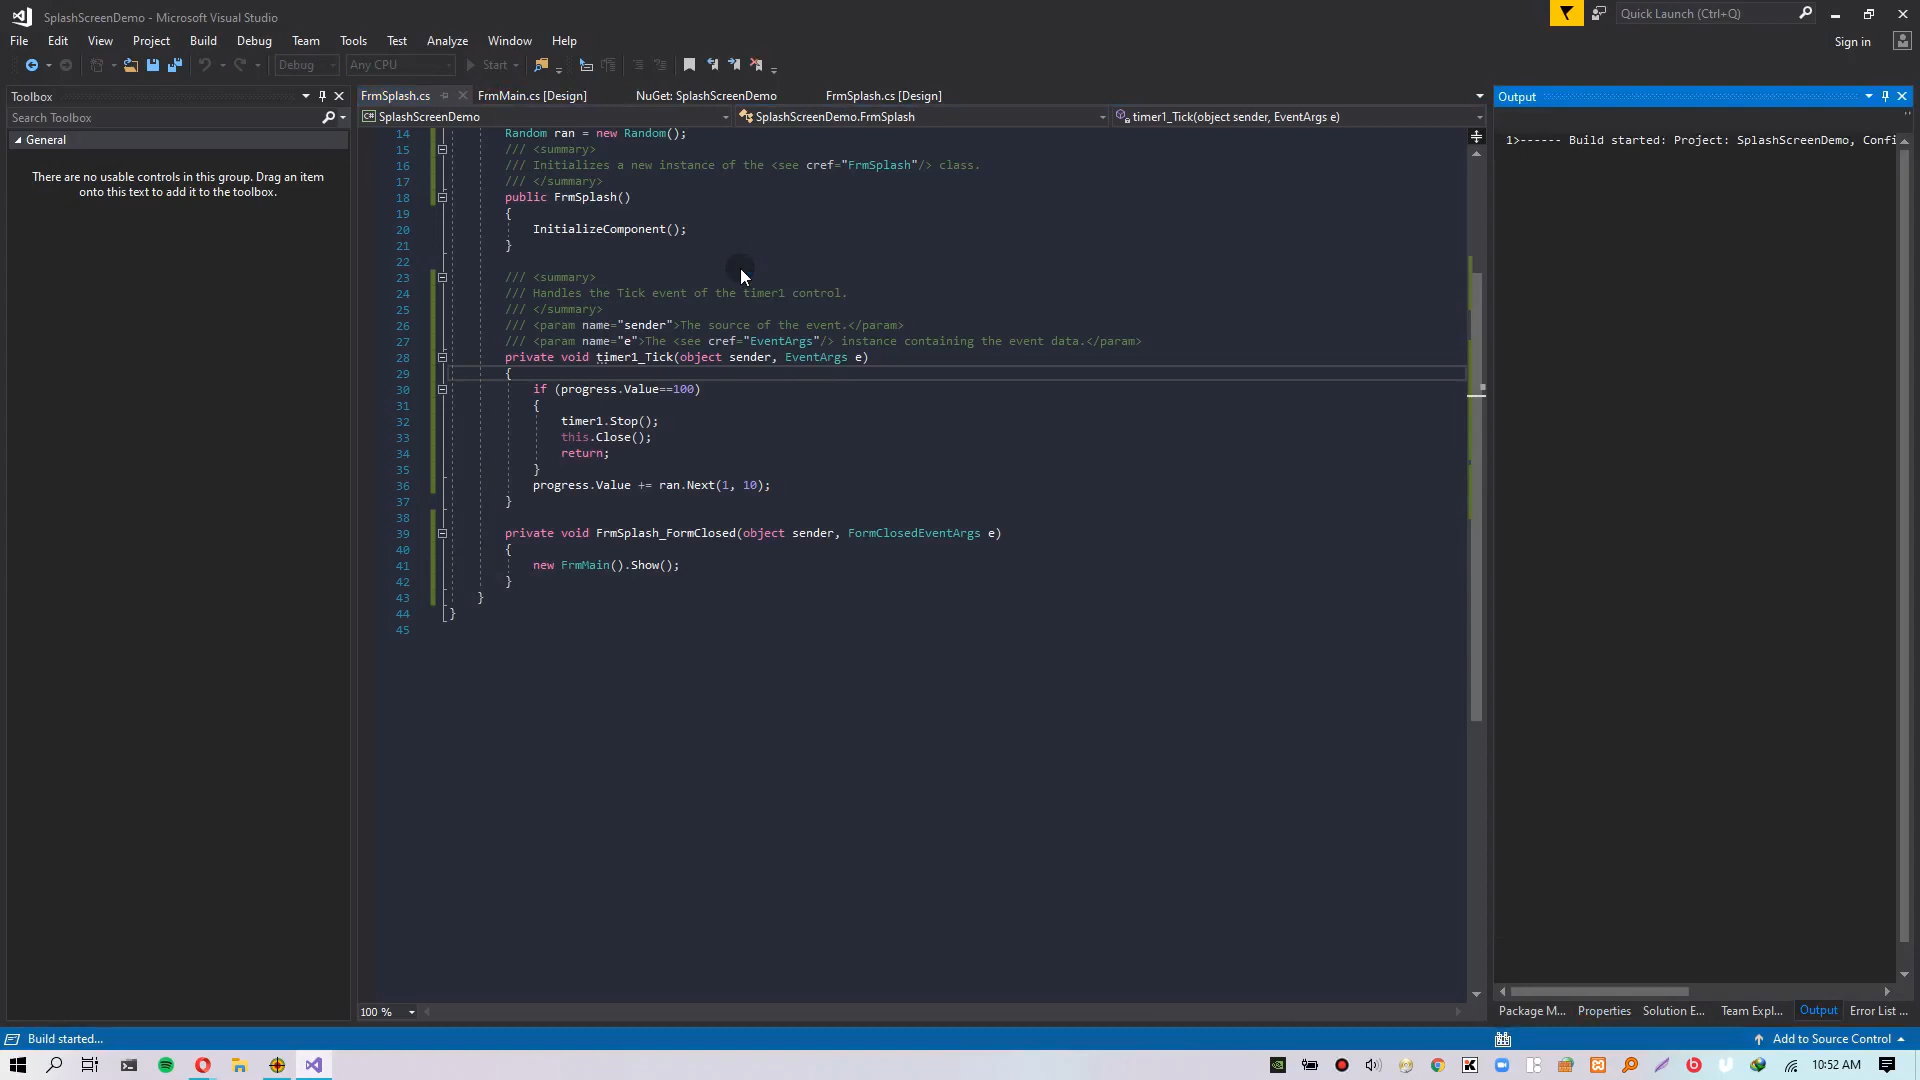 SplashScreenDemo - Microsoft Visual Studio
Quick Launch (Ctrl+Q)
File Edit View Project Build Debug Team Tools Test Analyze Window Help
Sign in
Debug Any CPU Start
Toolbox
Search Toolbox
General
There are no usable controls in this group. Drag an item
onto this text to add it to the toolbox.
FrmSplash.cs FrmMain.cs [Design] NuGet: SplashScreenDemo FrmSplash.cs [Design]
SplashScreenDemo SplashScreenDemo.FrmSplash timer1_Tick(object sender, EventArgs e)
14 Random ran = new Random();
15 /// <summary>
16 /// Initializes a new instance of the <see cref="FrmSplash"/> class.
17 /// </summary>
18 public FrmSplash()
19 {
20 InitializeComponent();
21 }
22
23 /// <summary>
24 /// Handles the Tick event of the timer1 control.
25 /// </summary>
26 /// <param name="sender">The source of the event.</param>
27 /// <param name="e">The <see cref="EventArgs"/> instance containing the event data.</param>
28 private void timer1_Tick(object sender, EventArgs e)
29 {
30 if (progress.Value==100)
31 {
32 timer1.Stop();
33 this.Close();
34 return;
35 }
36 progress.Value += ran.Next(1, 10);
37 }
38
39 private void FrmSplash_FormClosed(object sender, FormClosedEventArgs e)
40 {
41 new FrmMain().Show();
42 }
43 }
44 }
45
100 %
Output
1>------ Build started: Project: SplashScreenDemo, Confi
Package M... Properties Solution E... Team Expl... Output Error List ...
Build started...
Add to Source Control
10:52 AM